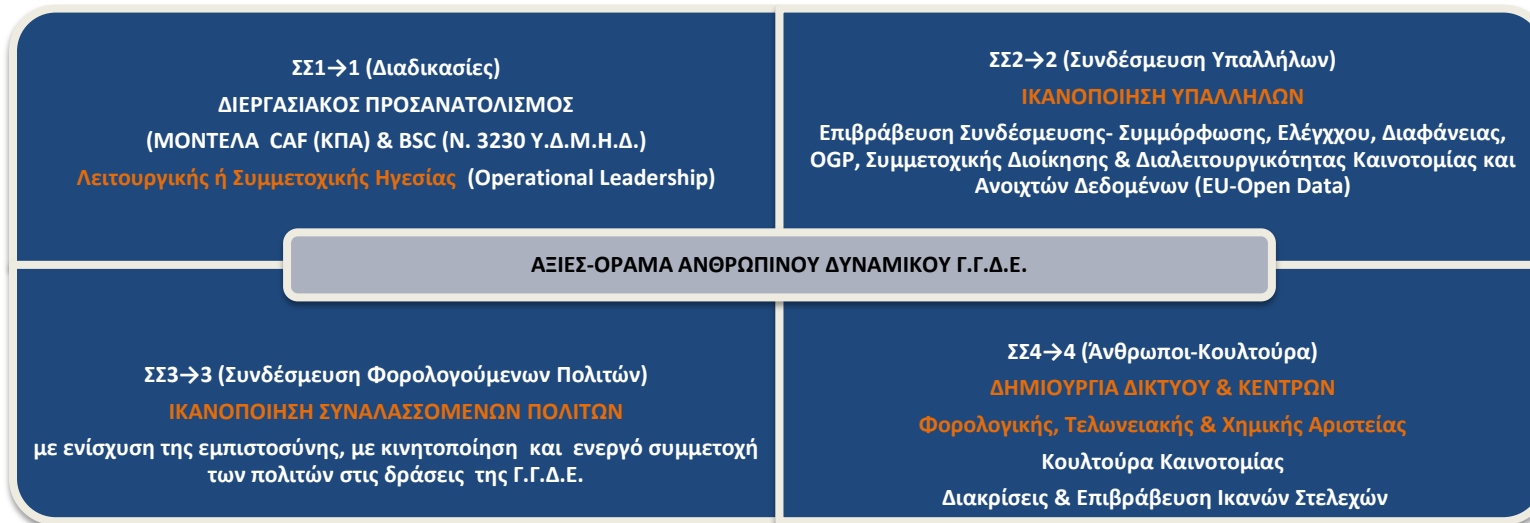 ΣΣ1→1 (Διαδικασίες)
ΔΙΕΡΓΑΣΙΑΚΟΣ ΠΡΟΣΑΝΑΤΟΛΙΣΜΟΣ
(ΜΟΝΤΕΛΑ CAF (ΚΠΑ) & BSC (Ν. 3230 Υ.Δ.Μ.Η.Δ.)
Λειτουργικής ή Συμμετοχικής Ηγεσίας (Operational Leadership)
ΣΣ2→2 (Συνδέσμευση Υπαλλήλων)
ΙΚΑΝΟΠΟΙΗΣΗ ΥΠΑΛΛΗΛΩΝ
Επιβράβευση Συνδέσμευσης- Συμμόρφωσης, Ελέγχχου, Διαφάνειας,
OGP, Συμμετοχικής Διοίκησης & Διαλειτουργικότητας Καινοτομίας και
Ανοιχτών Δεδομένων (EU-Open Data)
ΑΞΙΕΣ-ΟΡΑΜΑ ΑΝΘΡΩΠΙΝΟΥ ΔΥΝΑΜΙΚΟΥ Γ.Γ.Δ.Ε.
ΣΣ3→3 (Συνδέσμευση Φορολογούμενων Πολιτών)
ΙΚΑΝΟΠΟΙΗΣΗ ΣΥΝΑΛΑΣΣΟΜΕΝΩΝ ΠΟΛΙΤΩΝ
με ενίσχυση της εμπιστοσύνης, με κινητοποίηση και ενεργό συμμετοχή
των πολιτών στις δράσεις της Γ.Γ.Δ.Ε.
ΣΣ4→4 (Άνθρωποι-Κουλτούρα)
ΔΗΜΙΟΥΡΓΙΑ ΔΙΚΤΥΟΥ & ΚΕΝΤΡΩΝ
Φορολογικής, Τελωνειακής & Χημικής Αριστείας
Κουλτούρα Καινοτομίας
Διακρίσεις & Επιβράβευση Ικανών Στελεχών